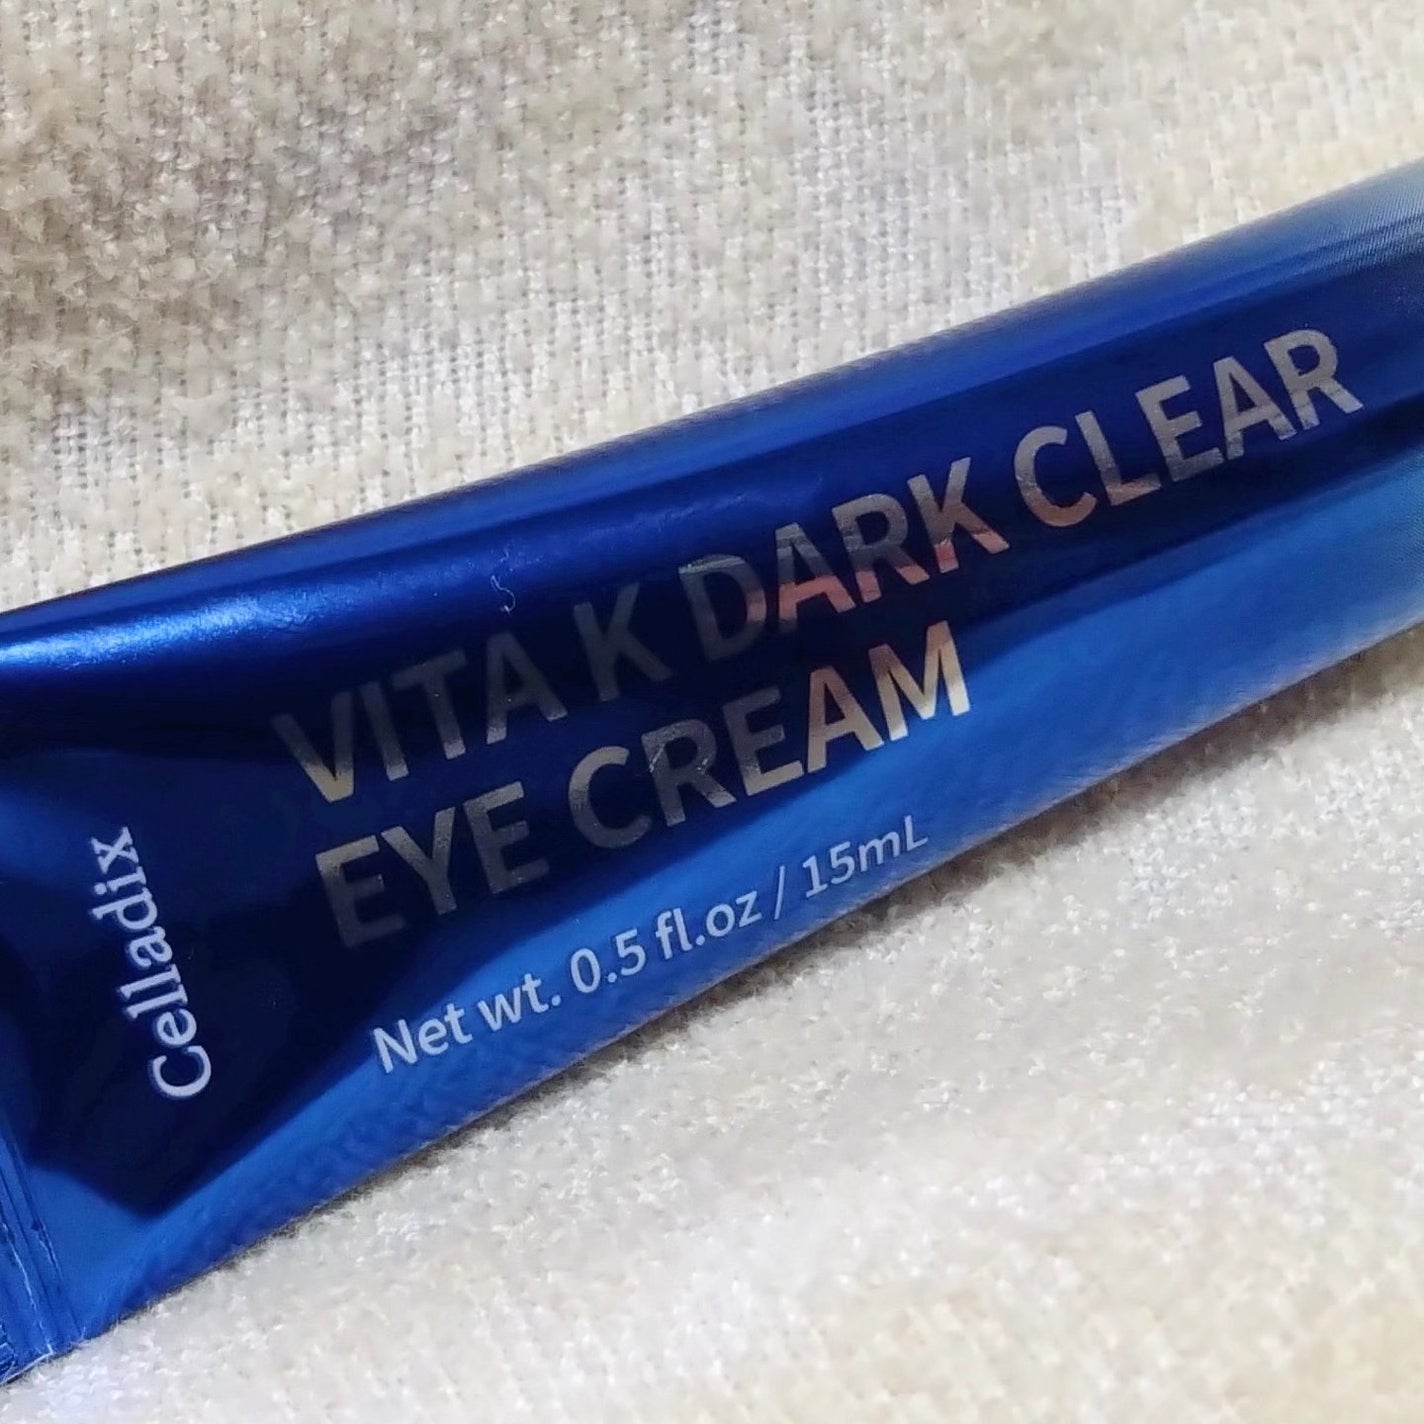 Celladix
VITA K DARK CLEAR
EYE CREAM
Net wt. 0.5 fl.oz / 15mL